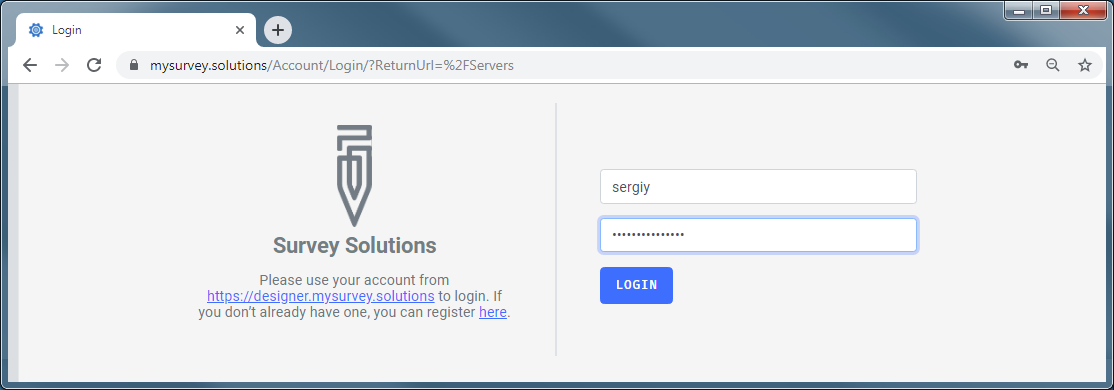 Login
mysurvey.solutions/Account/Login/?ReturnUrl=%2FServers
Survey Solutions
Please use your account from
https://designer.mysurvey.solutions to login. If
you don’t already have one, you can register here.
sergiy
•••••••••••••••
LOGIN